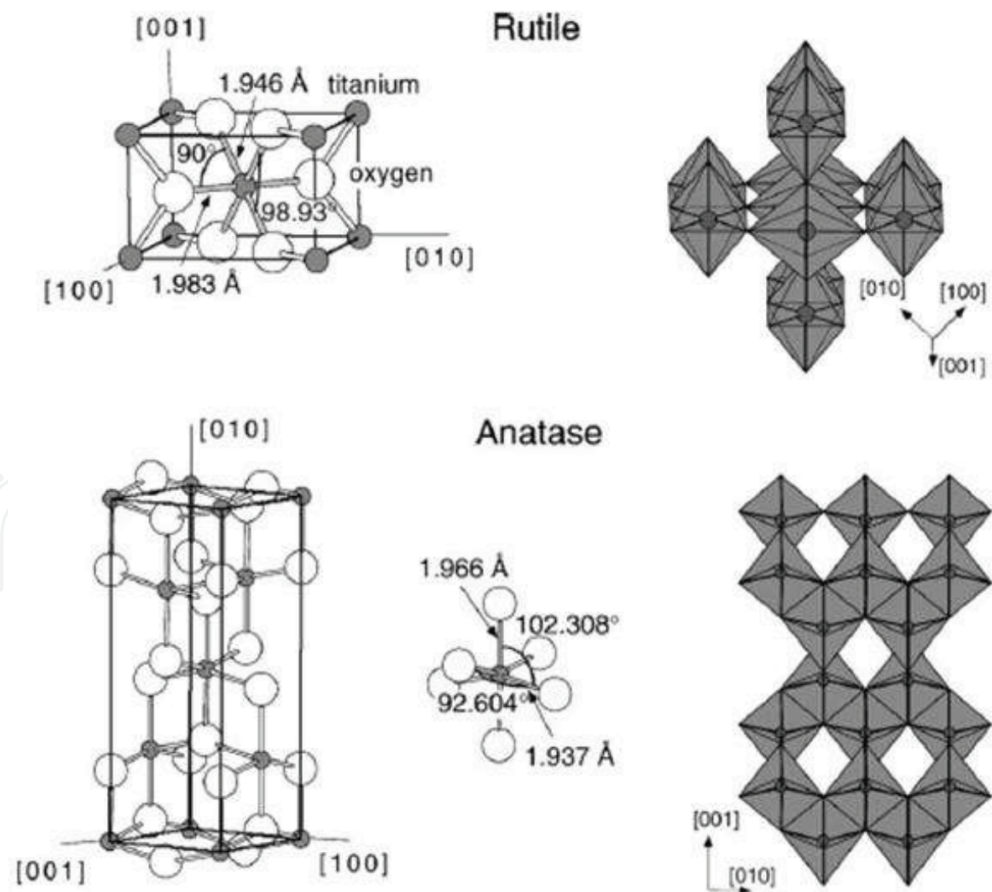 Rutile
[001]
1.946 Å titanium
90°
oxygen
98.93°
[010]
[100]
1.983 Å
[010] [100]
[001]
Anatase
[010]
1.966 Å
102.308°
92.604°
1.937 Å
[001] [100]
[001]
[010]